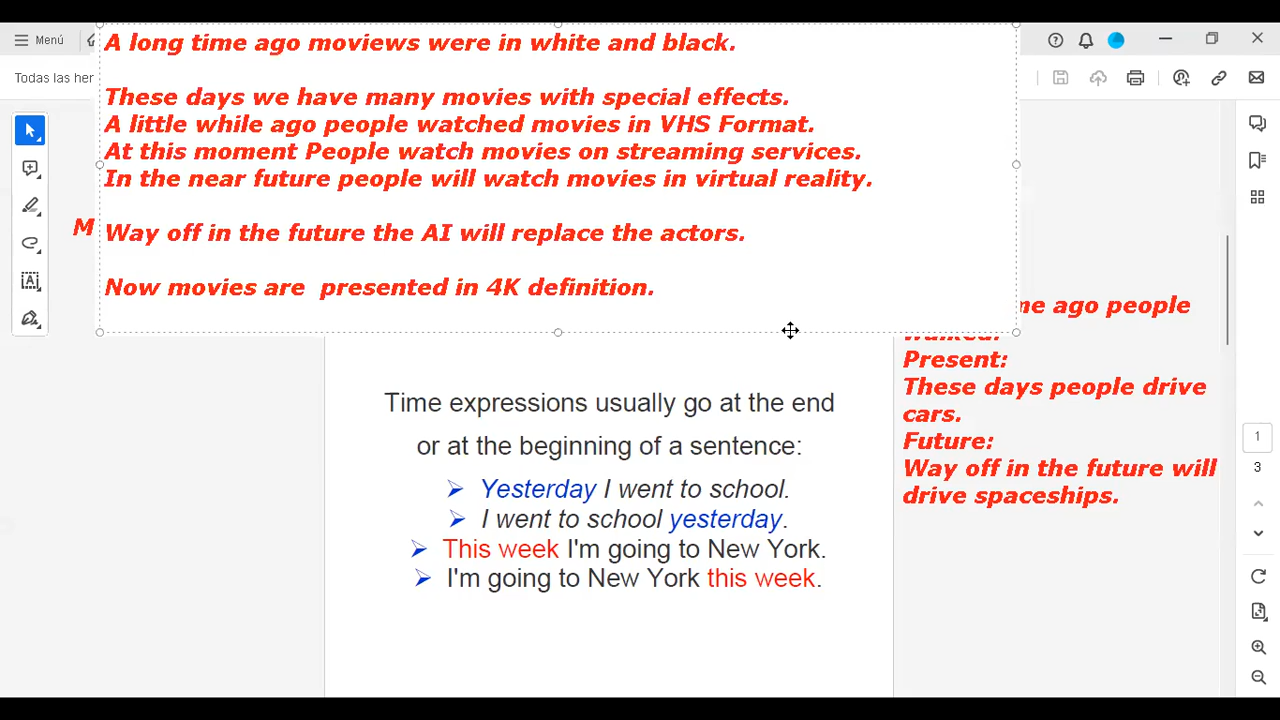 A long time ago moviews were in white and black.
These days we have many movies with special effects.
A little while ago people watched movies in VHS Format.
At this moment People watch movies on streaming services.
In the near future people will watch movies in virtual reality.
Way off in the future the AI will replace the actors.
Now movies are presented in 4K definition.
Menú
Todas las her
M
me ago people
walked.
Present:
These days people drive
cars.
Future:
Way off in the future will
drive spaceships.
Time expressions usually go at the end
or at the beginning of a sentence:
Yesterday I went to school.
I went to school yesterday.
This week I'm going to New York.
I'm going to New York this week.
1
3